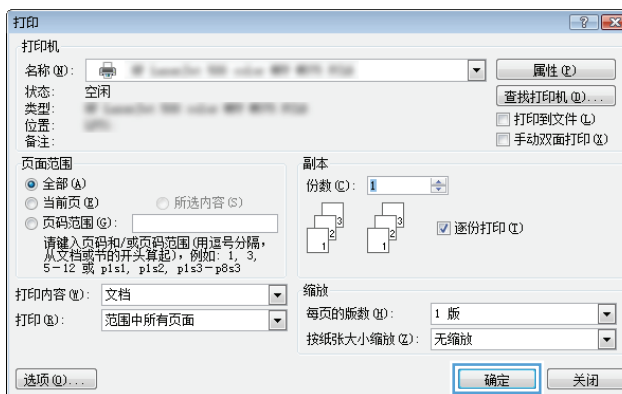 打印
打印机
名称(N):
属性(P)
状态: 空闲
查找打印机(D)...
类型:
位置:
打印到文件(L)
备注:
手动双面打印(X)
页面范围
全部(A)
当前页(E) 所选内容(S)
页码范围(G):
请键入页码和/或页码范围(用逗号分隔,
从文档或节的开头算起),例如: 1, 3,
5-12 或 p1s1, p1s2, p1s3-p8s3
副本
份数(C): 1
3 3
2 2
1 1
逐份打印(T)
打印内容(W): 文档
打印(R): 范围中所有页面
缩放
每页的版数(H): 1 版
按纸张大小缩放(Z): 无缩放
选项(O)... 确定 关闭